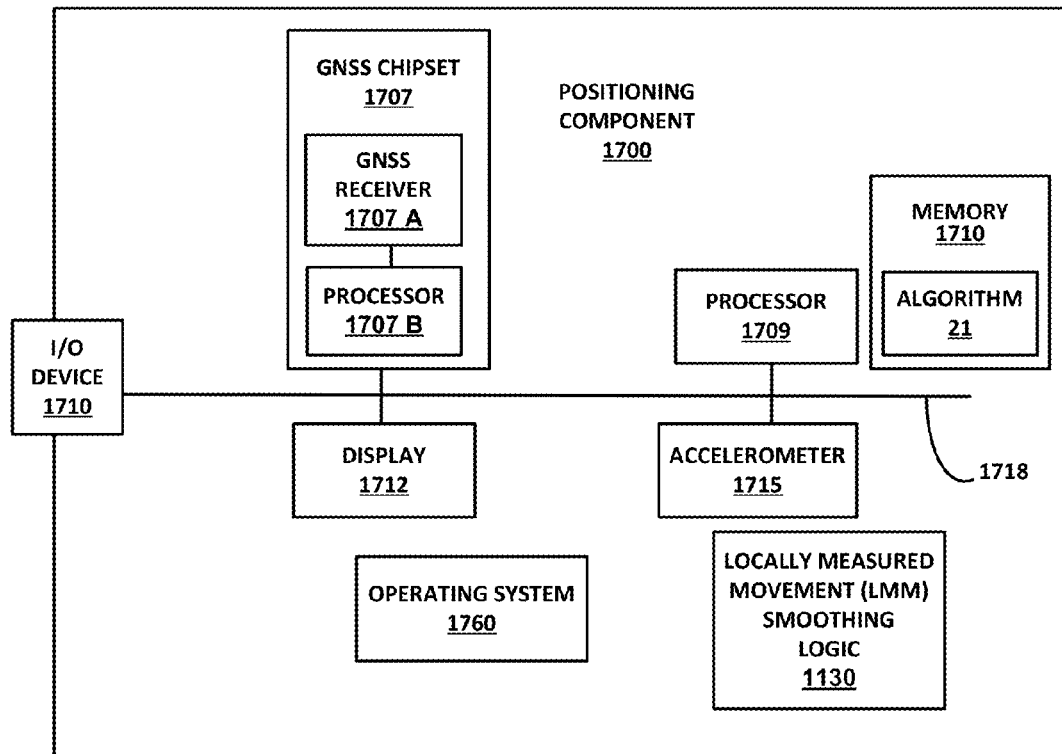 GNSS CHIPSET
1707
GNSS
RECEIVER
1707 A
PROCESSOR
1707 B
POSITIONING
COMPONENT
1700
MEMORY
1710
ALGORITHM
21
PROCESSOR
1709
I/O
DEVICE
1710
DISPLAY
1712
ACCELEROMETER
1715
1718
OPERATING SYSTEM
1760
LOCALLY MEASURED
MOVEMENT (LMM)
SMOOTHING
LOGIC
1130